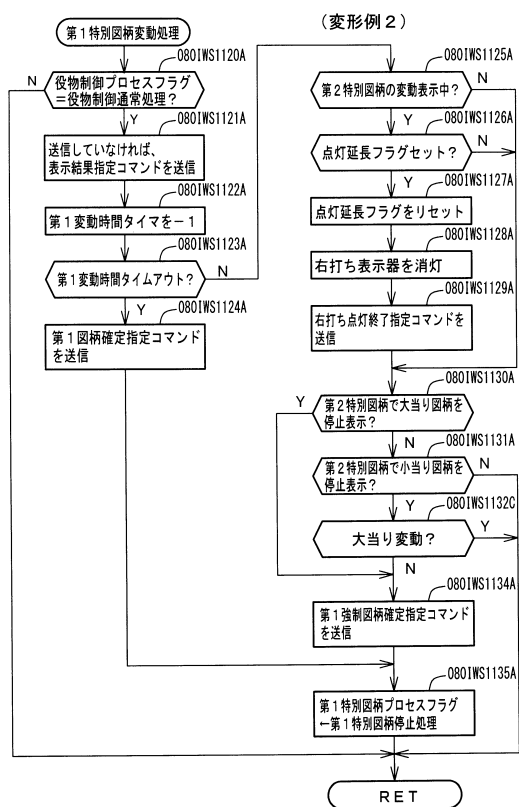 （変形例２）
第１特別図柄変動処理
080IWS1120A
N
役物制御プロセスフラグ
＝役物制御通常処理？
Y
080IWS1121A
送信していなければ、
表示結果指定コマンドを送信
080IWS1122A
第１変動時間タイマを－１
080IWS1123A
第１変動時間タイムアウト？
N
Y
080IWS1124A
第１図柄確定指定コマンド
を送信
080IWS1125A
第２特別図柄の変動表示中？
N
Y
080IWS1126A
点灯延長フラグセット？
N
Y
080IWS1127A
点灯延長フラグをリセット
080IWS1128A
右打ち表示器を消灯
080IWS1129A
右打ち点灯終了指定コマンドを
送信
080IWS1130A
Y
第２特別図柄で大当り図柄を
停止表示？
N
080IWS1131A
第２特別図柄で小当り図柄を
停止表示？
N
Y
080IWS1132C
大当り変動？
Y
N
080IWS1134A
第１強制図柄確定指定コマンド
を送信
080IWS1135A
第１特別図柄プロセスフラグ
←第１特別図柄停止処理
RET